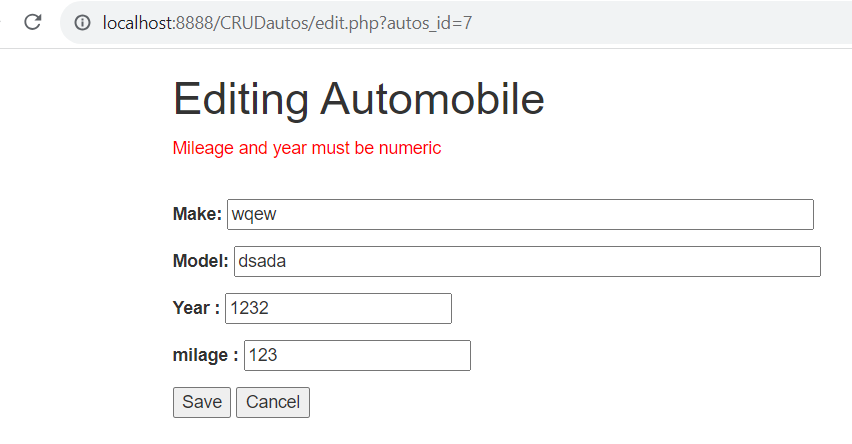 localhost:8888/CRUDautos/edit.php?autos_id=7
Editing Automobile
Mileage and year must be numeric
Make: wqew
Model: dsada
Year : 1232
milage : 123
Save Cancel